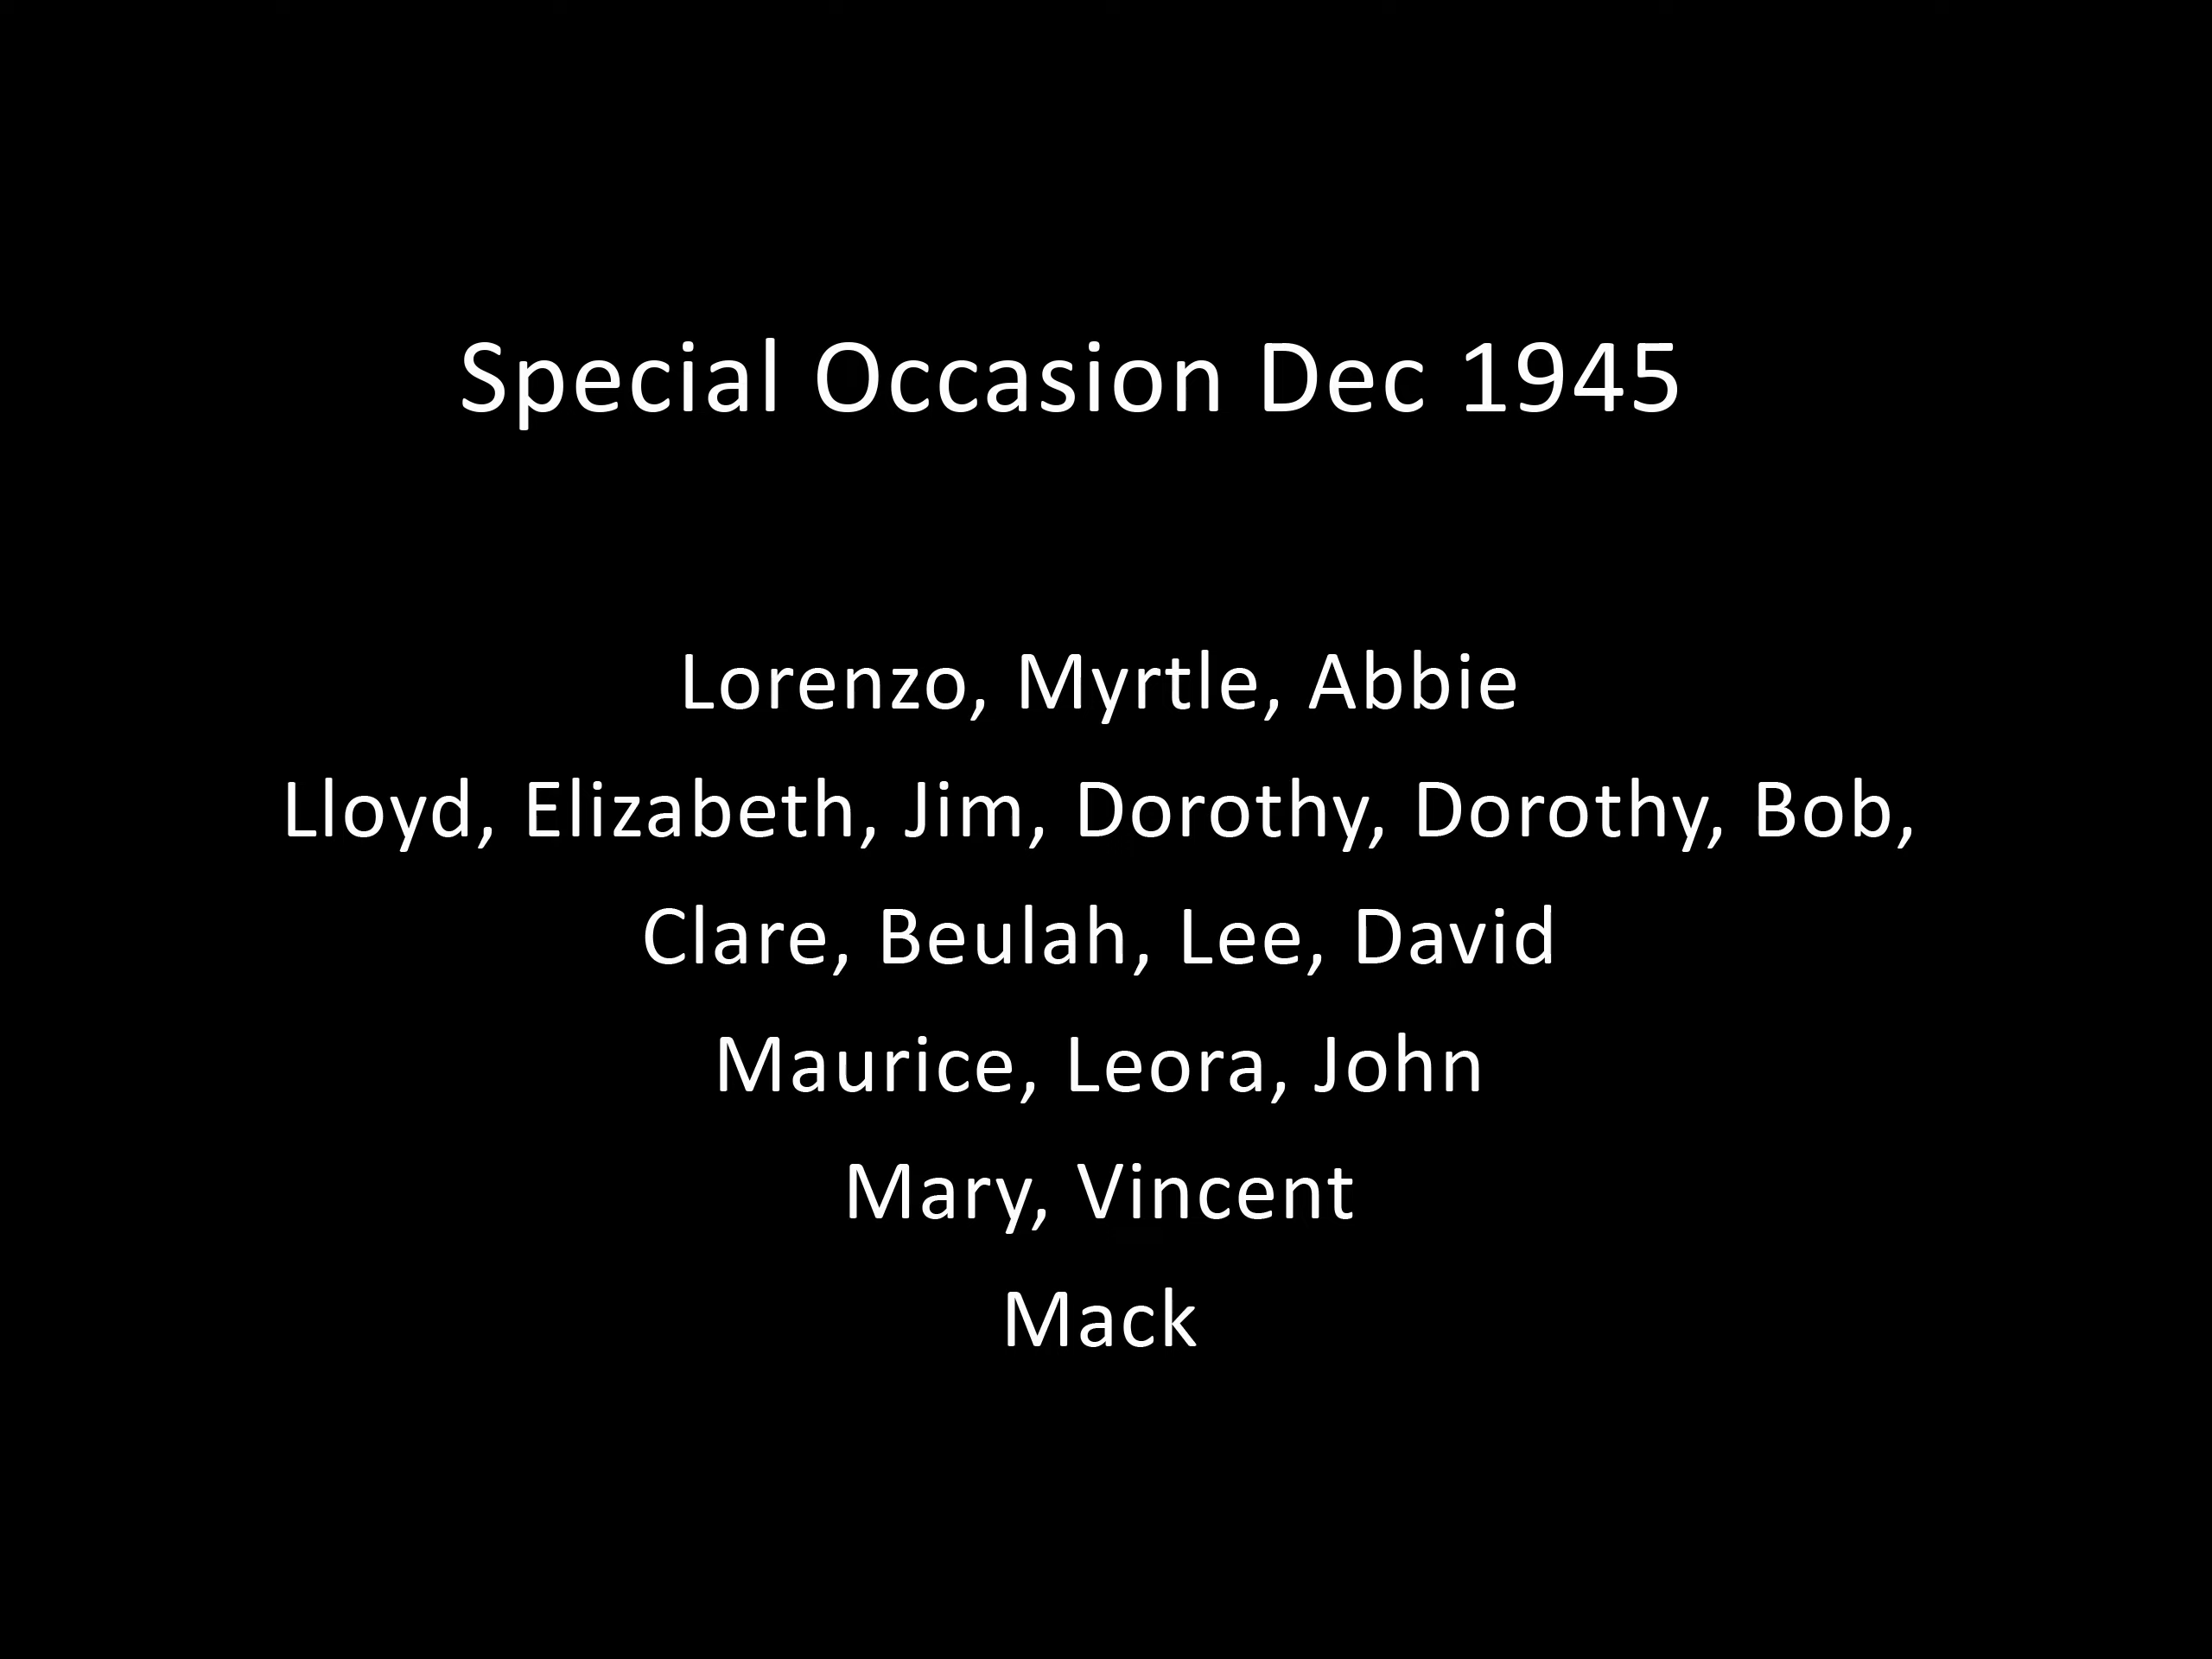 Special Occasion Dec 1945
Lorenzo, Myrtle, Abbie
Lloyd, Elizabeth, Jim, Dorothy, Dorothy, Bob,
Clare, Beulah, Lee, David
Maurice, Leora, John
Mary, Vincent
Mack